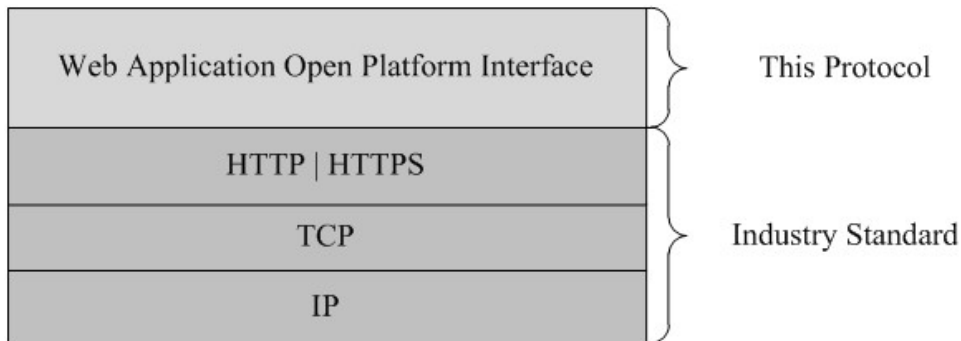 Web Application Open Platform Interface
This Protocol
HTTP | HTTPS
TCP
Industry Standard
IP